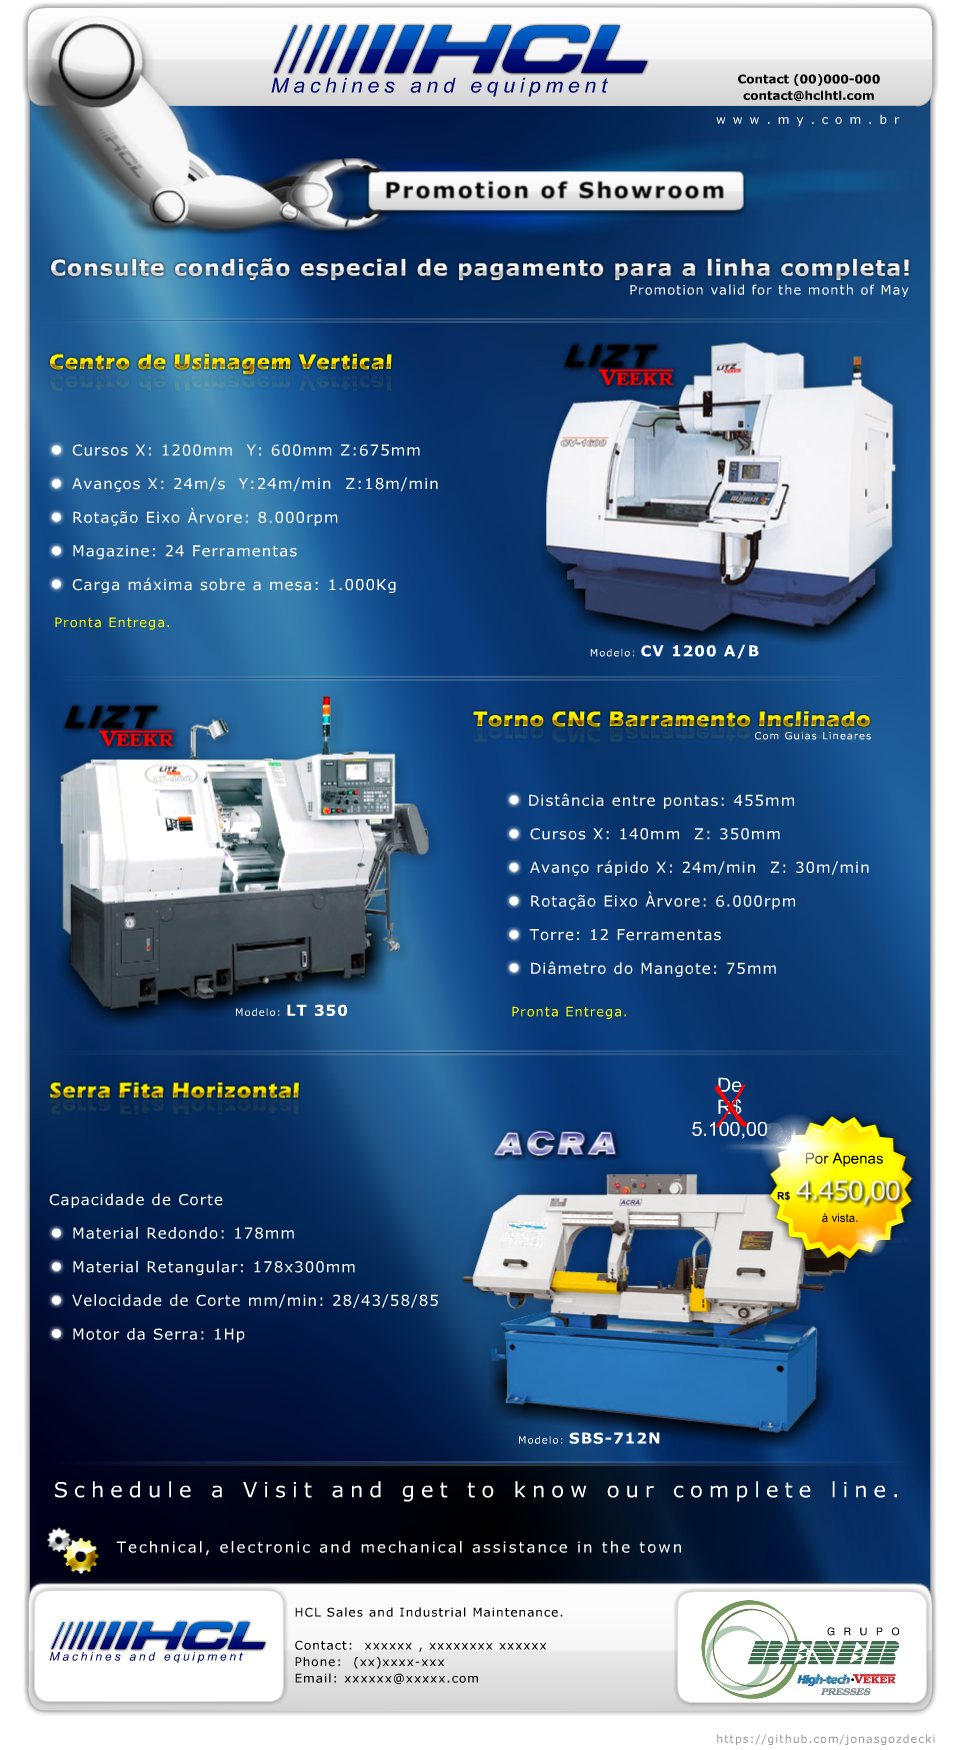 HCL
Machines and equipment
Contact (00)000-000
contact@hclhtl.com
www.my.com.br
HCL
Promotion of Showroom
Consulte condição especial de pagamento para a linha completa!
Promotion valid for the month of May
Centro de Usinagem Vertical
LIZT
VEEKR
LITZ
CV-1600
Cursos X: 1200mm Y: 600mm Z:675mm
Avanços X: 24m/s Y:24m/min Z:18m/min
Rotação Eixo Àrvore: 8.000rpm
Magazine: 24 Ferramentas
Carga máxima sobre a mesa: 1.000Kg
Pronta Entrega.
Modelo: CV 1200 A/B
LIZT
VEEKR
LITZ
Torno CNC Barramento Inclinado
Com Guias Lineares
Distância entre pontas: 455mm
Cursos X: 140mm Z: 350mm
Avanço rápido X: 24m/min Z: 30m/min
Rotação Eixo Àrvore: 6.000rpm
Torre: 12 Ferramentas
Diâmetro do Mangote: 75mm
Modelo: LT 350
Pronta Entrega.
Serra Fita Horizontal
De
R$
5.100,00
ACRA
Por Apenas
R$ 4.450,00
à vista.
ACRA
Capacidade de Corte
Material Redondo: 178mm
Material Retangular: 178x300mm
Velocidade de Corte mm/min: 28/43/58/85
Motor da Serra: 1Hp
Modelo: SBS-712N
Schedule a Visit and get to know our complete line.
Technical, electronic and mechanical assistance in the town
HCL
Machines and equipment
HCL Sales and Industrial Maintenance.
Contact: xxxxxx , xxxxxxxx xxxxxx
Phone: (xx)xxxx-xxx
Email: xxxxxx@xxxxx.com
GRUPO
BENER
High-tech·VEKER
PRESSES
https://github.com/jonasgozdecki